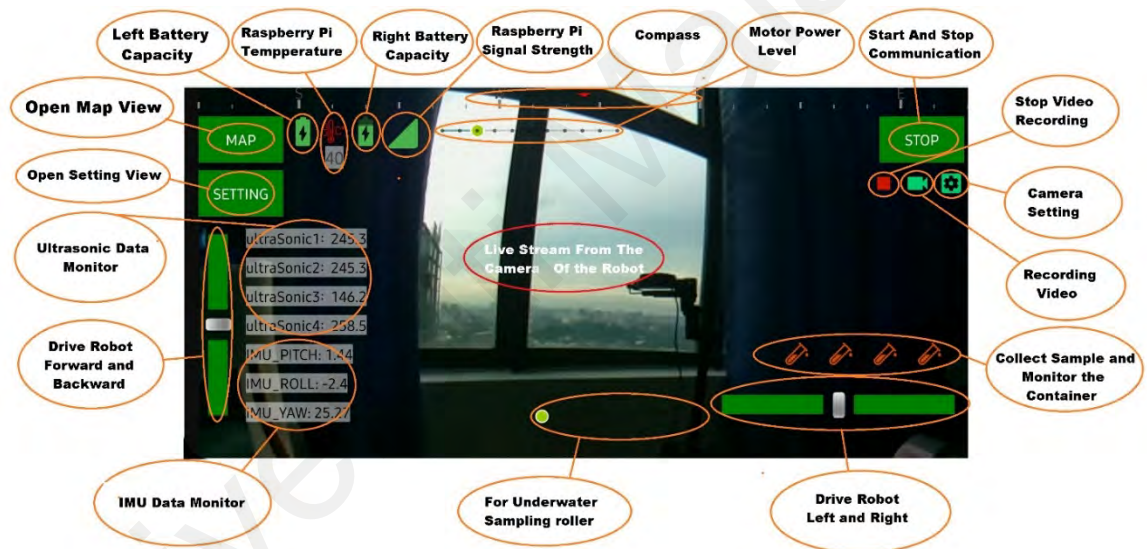 Left Battery
Capacity
Raspberry Pi
Tempperature
Right Battery
Capacity
Raspberry Pi
Signal Strength
Compass
Motor Power
Level
Start And Stop
Communication
Open Map View
Stop Video
Recording
S
E
MAP
40
STOP
Open Setting View
SETTING
Camera
Setting
Ultrasonic Data
Monitor
ultraSonic1: 245.3
ultraSonic2: 245.3
ultraSonic3: 146.2
ultraSonic4: 258.5
Live Stream From The
Camera Of the Robot
Recording
Video
Drive Robot
Forward and
Backward
IMU_PITCH: 1.44
IMU_ROLL: -2.4
IMU_YAW: 25.27
Collect Sample and
Monitor the
Container
IMU Data Monitor
For Underwater
Sampling roller
Drive Robot
Left and Right